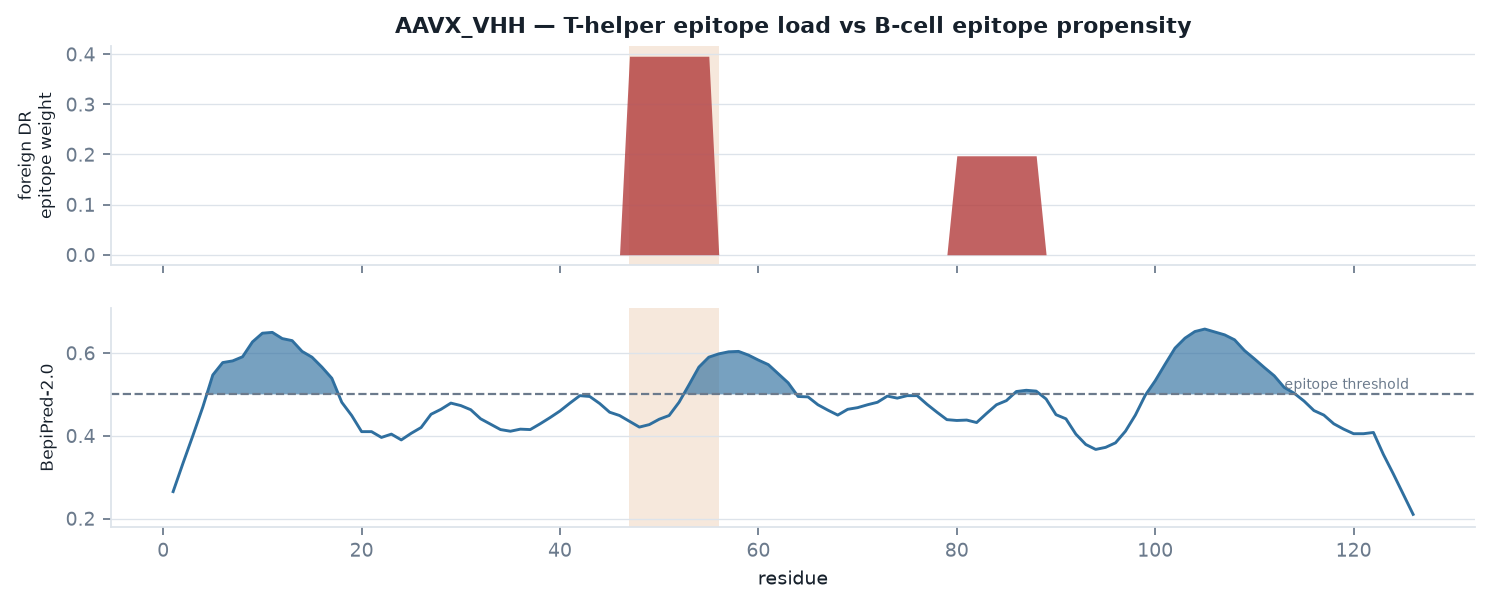 AAVX_VHH — T-helper epitope load vs B-cell epitope propensity
foreign DR
epitope weight
0.4
0.3
0.2
0.1
0.0
BepiPred-2.0
0.6
0.4
0.2
epitope threshold
0 20 40 60 80 100 120
residue